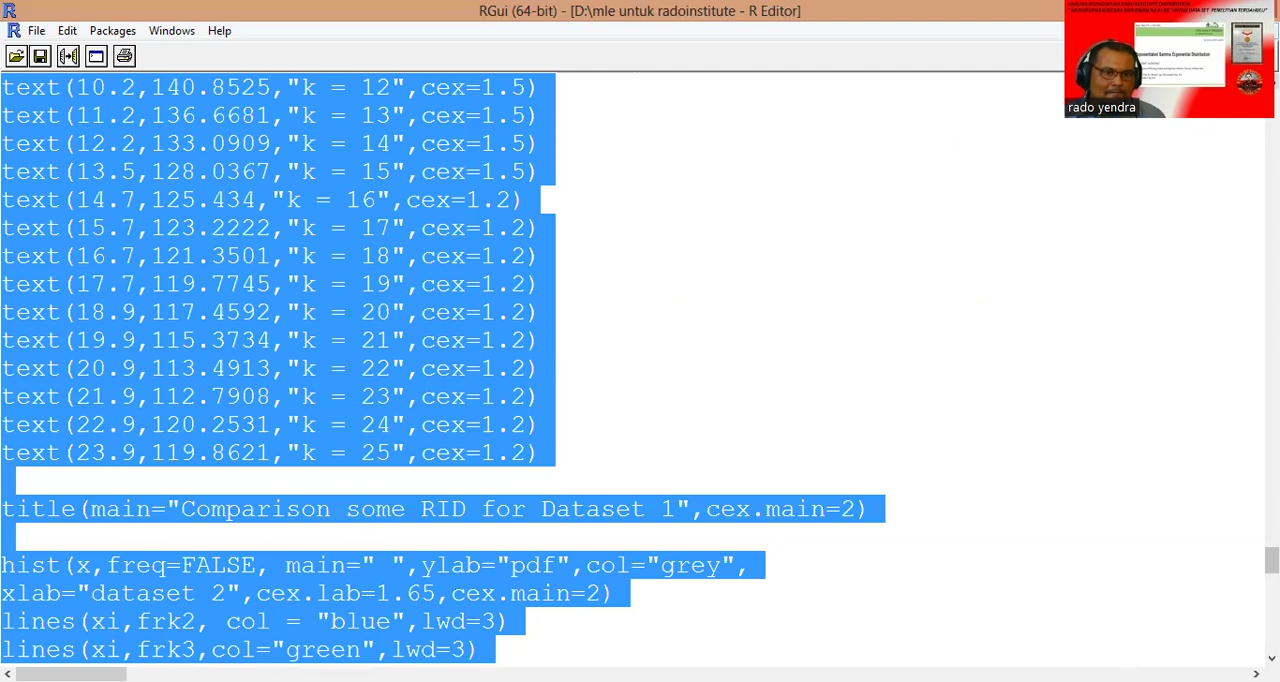 RGui (64-bit) - [D:\mle untuk radoinstitute - R Editor]
File Edit Packages Windows Help
text(10.2,140.8525,"k = 12",cex=1.5)
text(11.2,136.6681,"k = 13",cex=1.5)
text(12.2,133.0909,"k = 14",cex=1.5)
text(13.5,128.0367,"k = 15",cex=1.5)
text(14.7,125.434,"k = 16",cex=1.2)
text(15.7,123.2222,"k = 17",cex=1.2)
text(16.7,121.3501,"k = 18",cex=1.2)
text(17.7,119.7745,"k = 19",cex=1.2)
text(18.9,117.4592,"k = 20",cex=1.2)
text(19.9,115.3734,"k = 21",cex=1.2)
text(20.9,113.4913,"k = 22",cex=1.2)
text(21.9,112.7908,"k = 23",cex=1.2)
text(22.9,120.2531,"k = 24",cex=1.2)
text(23.9,119.8621,"k = 25",cex=1.2)
title(main="Comparison some RID for Dataset 1",cex.main=2)
hist(x,freq=FALSE, main=" ",ylab="pdf",col="grey",
xlab="dataset 2",cex.lab=1.65,cex.main=2)
lines(xi,frk2, col = "blue",lwd=3)
lines(xi,frk3,col="green",lwd=3)
rado yendra